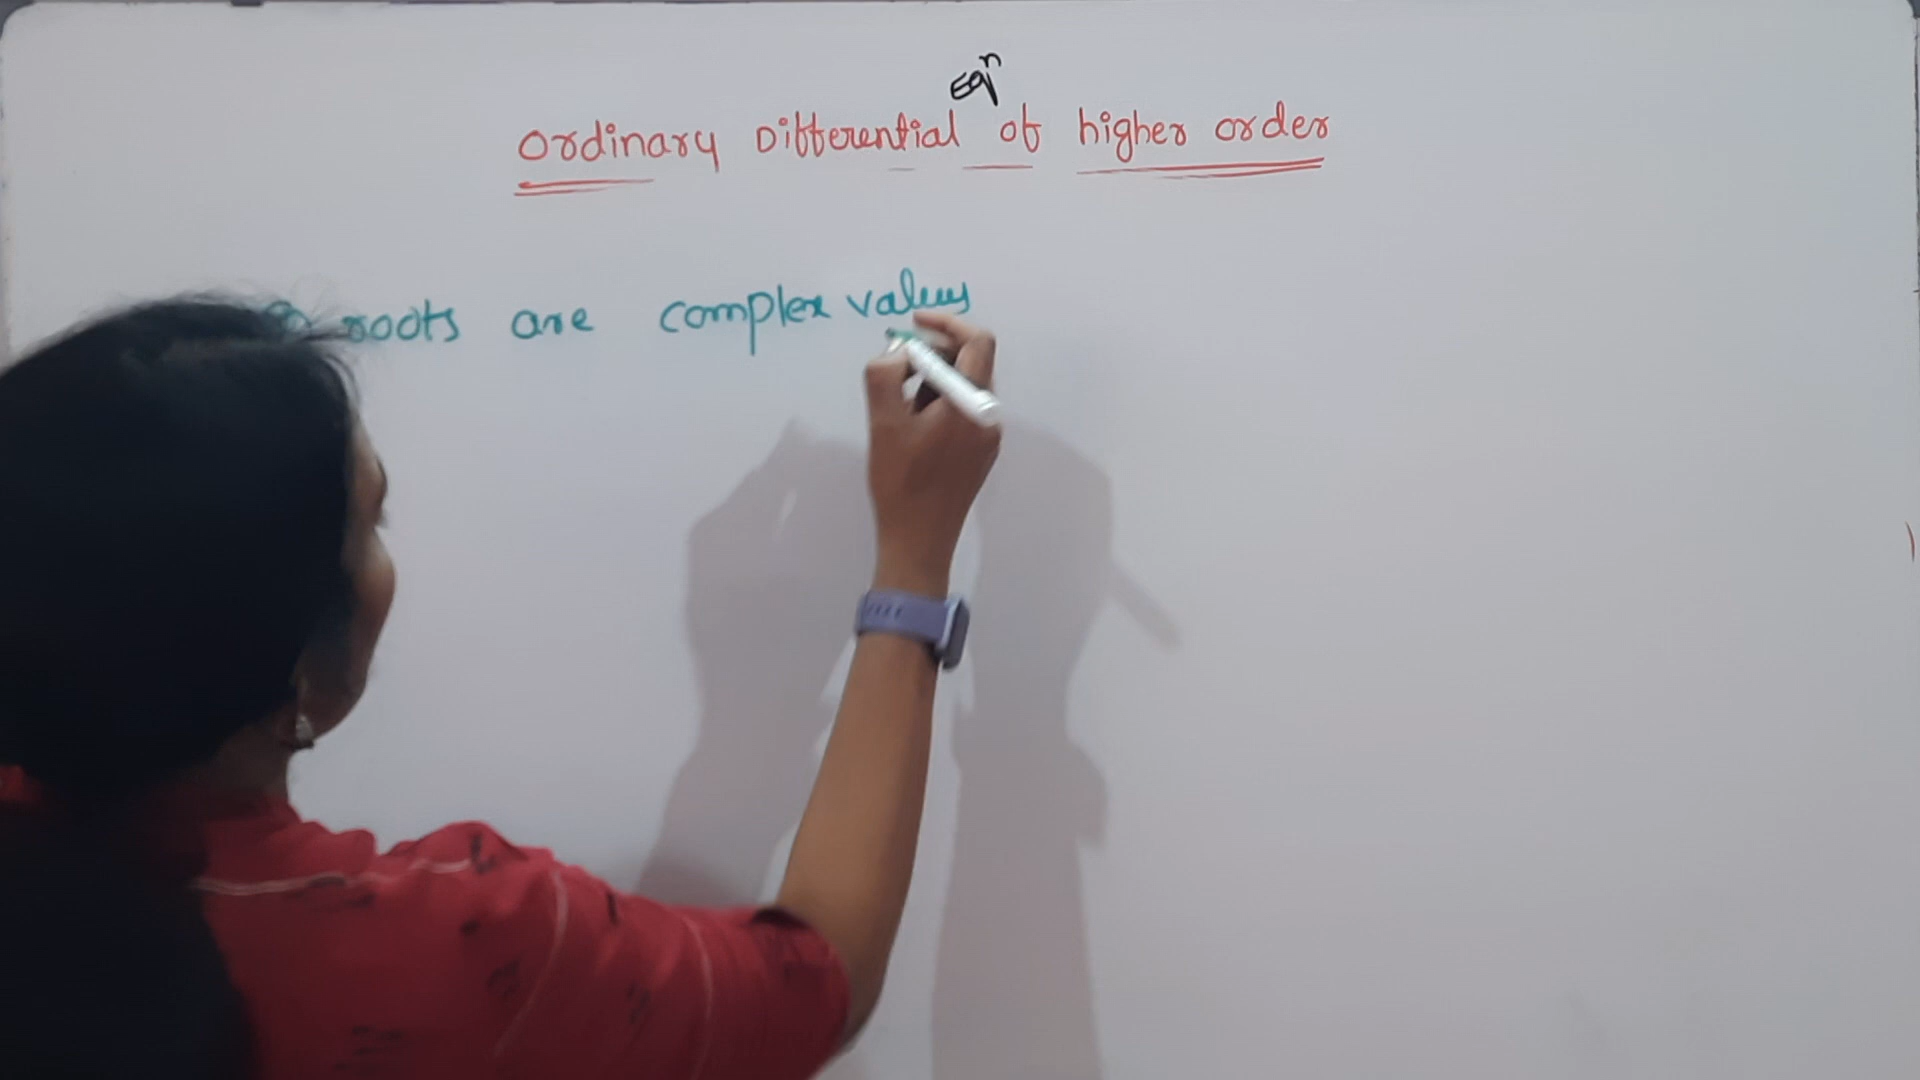 Eqn
Ordinary Differential of higher order
roots are complex values